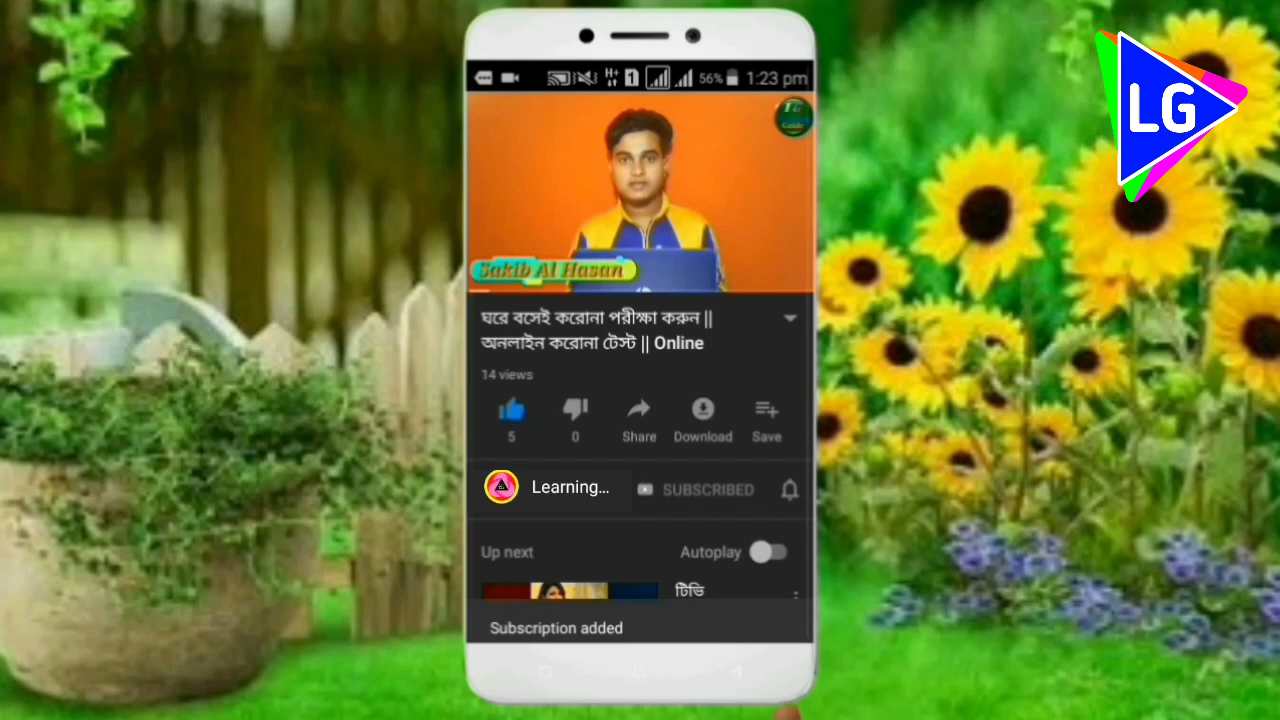 LG
H+
1
56%
1:23 pm
Sakib Al Hasan
ঘরে বসেই করোনা পরীক্ষা করুন ||
অনলাইন করোনা টেস্ট || Online
14 views
5
0
Share
Download
Save
Learning...
SUBSCRIBED
Up next
Autoplay
টিভি
Subscription added